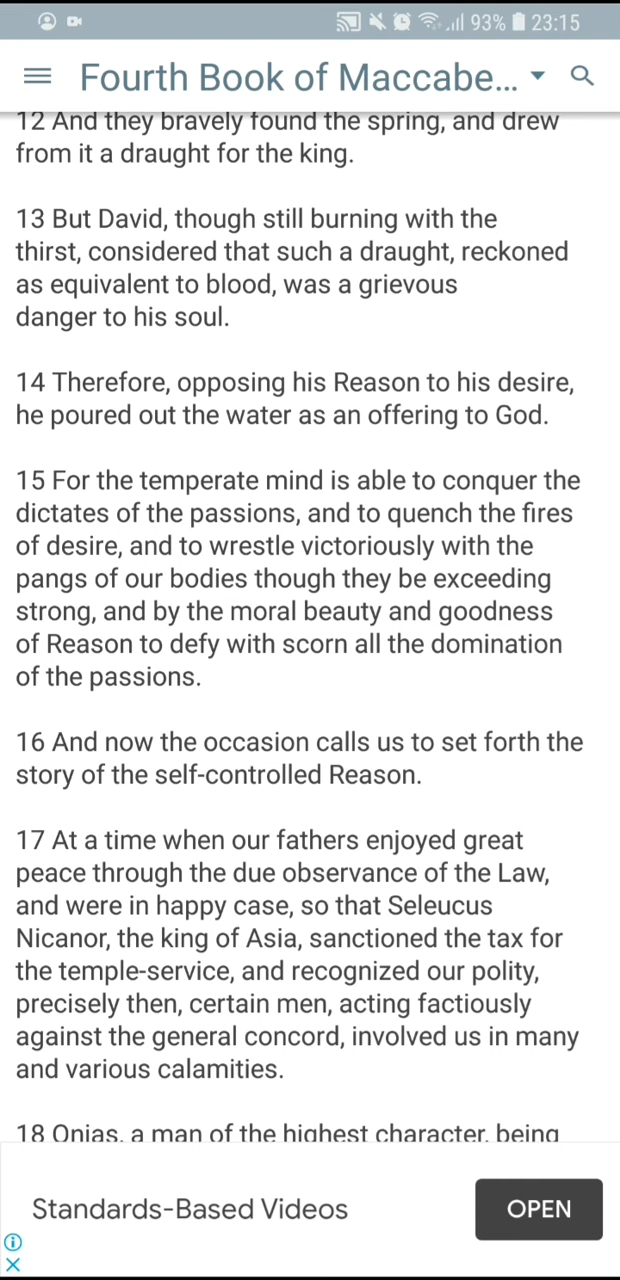 93% 23:15
Fourth Book of Maccabe...
12 And they bravely found the spring, and drew
from it a draught for the king.
13 But David, though still burning with the
thirst, considered that such a draught, reckoned
as equivalent to blood, was a grievous
danger to his soul.
14 Therefore, opposing his Reason to his desire,
he poured out the water as an offering to God.
15 For the temperate mind is able to conquer the
dictates of the passions, and to quench the fires
of desire, and to wrestle victoriously with the
pangs of our bodies though they be exceeding
strong, and by the moral beauty and goodness
of Reason to defy with scorn all the domination
of the passions.
16 And now the occasion calls us to set forth the
story of the self-controlled Reason.
17 At a time when our fathers enjoyed great
peace through the due observance of the Law,
and were in happy case, so that Seleucus
Nicanor, the king of Asia, sanctioned the tax for
the temple-service, and recognized our polity,
precisely then, certain men, acting factiously
against the general concord, involved us in many
and various calamities.
18 Onias, a man of the highest character, being
Standards-Based Videos
OPEN